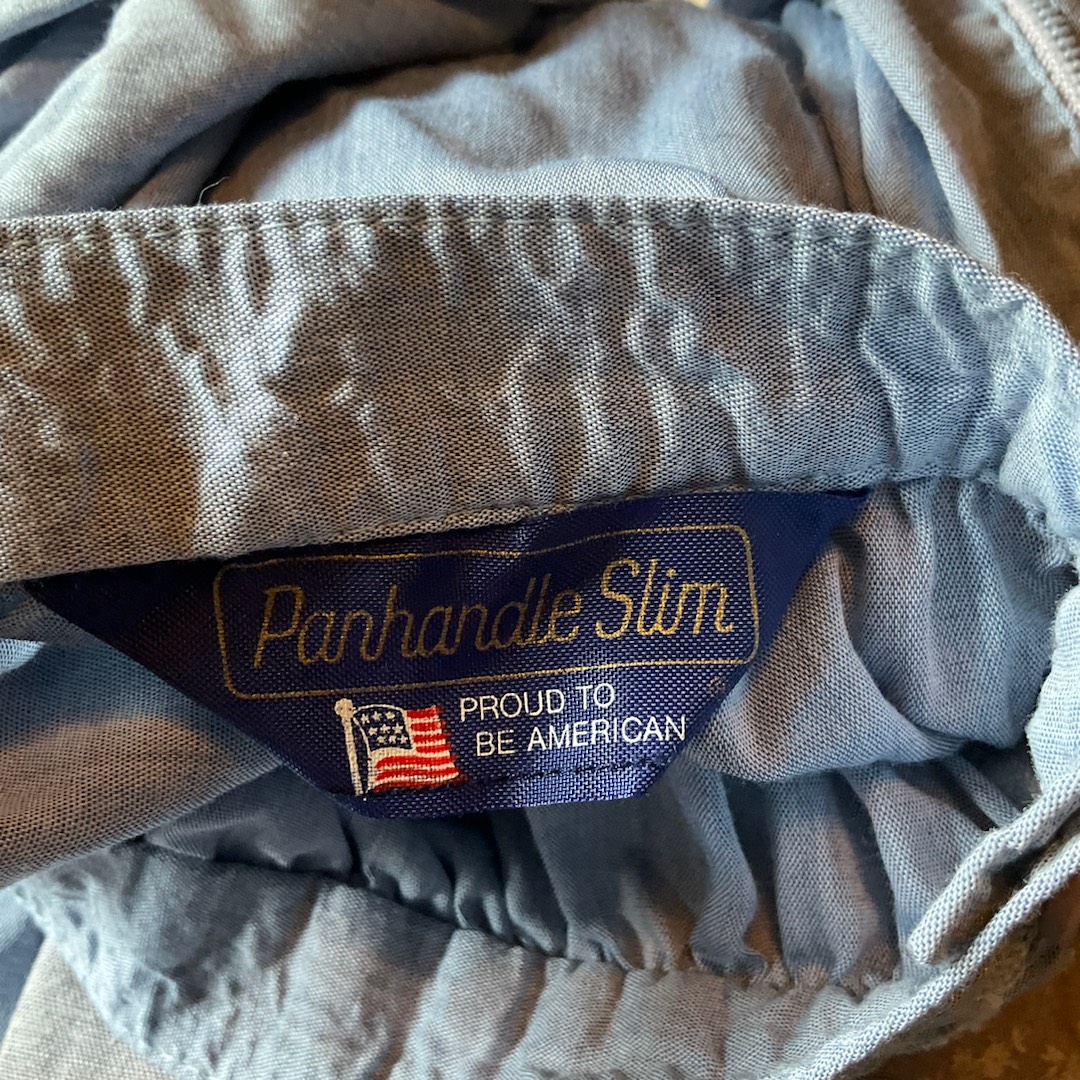 Panhandle Slim
®
PROUD TO
BE AMERICAN